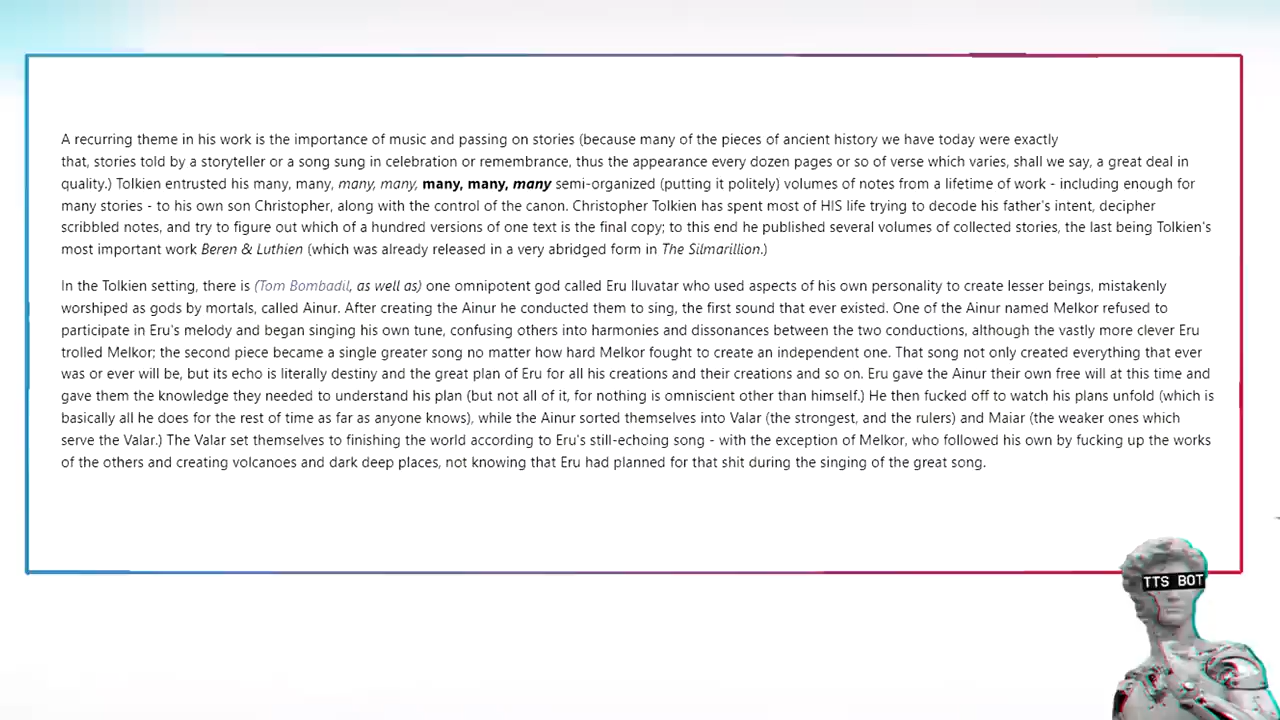 A recurring theme in his work is the importance of music and passing on stories (because many of the pieces of ancient history we have today were exactly
that, stories told by a storyteller or a song sung in celebration or remembrance, thus the appearance every dozen pages or so of verse which varies, shall we say, a great deal in
quality.) Tolkien entrusted his many, many, many, many, many, many, many semi-organized (putting it politely) volumes of notes from a lifetime of work - including enough for
many stories - to his own son Christopher, along with the control of the canon. Christopher Tolkien has spent most of HIS life trying to decode his father's intent, decipher
scribbled notes, and try to figure out which of a hundred versions of one text is the final copy; to this end he published several volumes of collected stories, the last being Tolkien's
most important work Beren & Luthien (which was already released in a very abridged form in The Silmarillion.)
In the Tolkien setting, there is (Tom Bombadil, as well as) one omnipotent god called Eru Iluvatar who used aspects of his own personality to create lesser beings, mistakenly
worshiped as gods by mortals, called Ainur. After creating the Ainur he conducted them to sing, the first sound that ever existed. One of the Ainur named Melkor refused to
participate in Eru's melody and began singing his own tune, confusing others into harmonies and dissonances between the two conductions, although the vastly more clever Eru
trolled Melkor; the second piece became a single greater song no matter how hard Melkor fought to create an independent one. That song not only created everything that ever
was or ever will be, but its echo is literally destiny and the great plan of Eru for all his creations and their creations and so on. Eru gave the Ainur their own free will at this time and
gave them the knowledge they needed to understand his plan (but not all of it, for nothing is omniscient other than himself.) He then fucked off to watch his plans unfold (which is
basically all he does for the rest of time as far as anyone knows), while the Ainur sorted themselves into Valar (the strongest, and the rulers) and Maiar (the weaker ones which
serve the Valar.) The Valar set themselves to finishing the world according to Eru's still-echoing song - with the exception of Melkor, who followed his own by fucking up the works
of the others and creating volcanoes and dark deep places, not knowing that Eru had planned for that shit during the singing of the great song.
TTS BOT